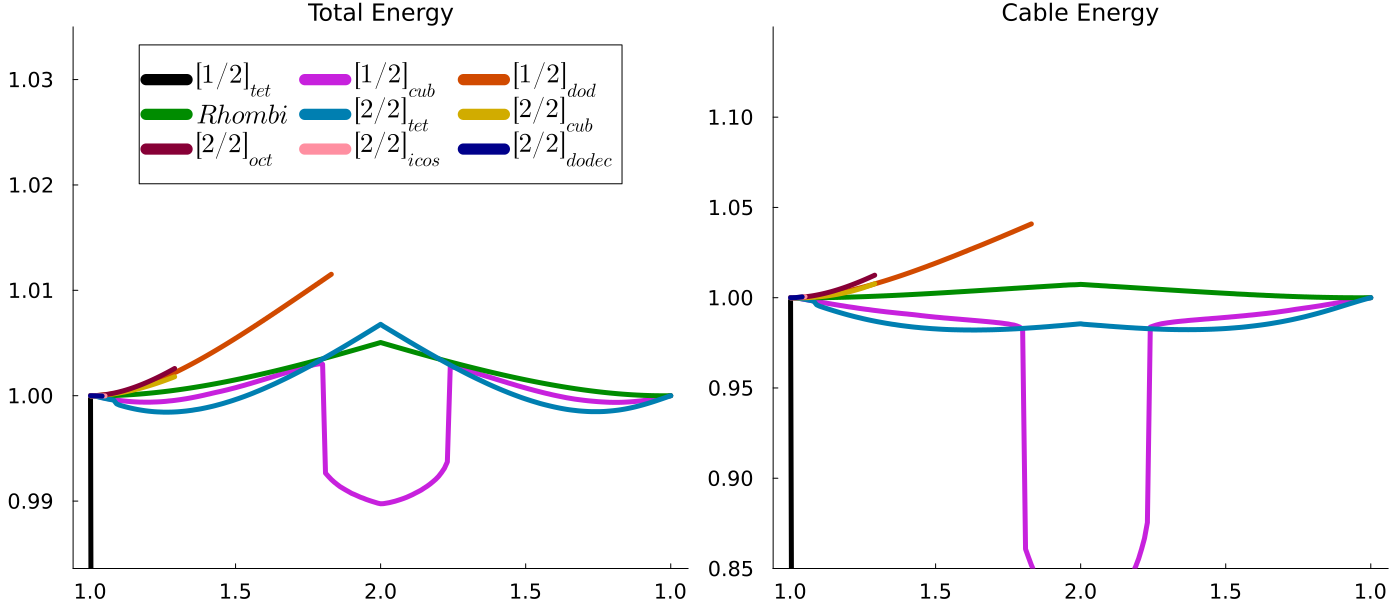 Total Energy
1.03
1.02
1.01
1.00
0.99
[1/2]tet [1/2]cub [1/2]dod
Rhombi [2/2]tet [2/2]cub
[2/2]oct [2/2]icos [2/2]dodec
1.0 1.5 2.0 1.5 1.0
Cable Energy
1.10
1.05
1.00
0.95
0.90
0.85
1.0 1.5 2.0 1.5 1.0